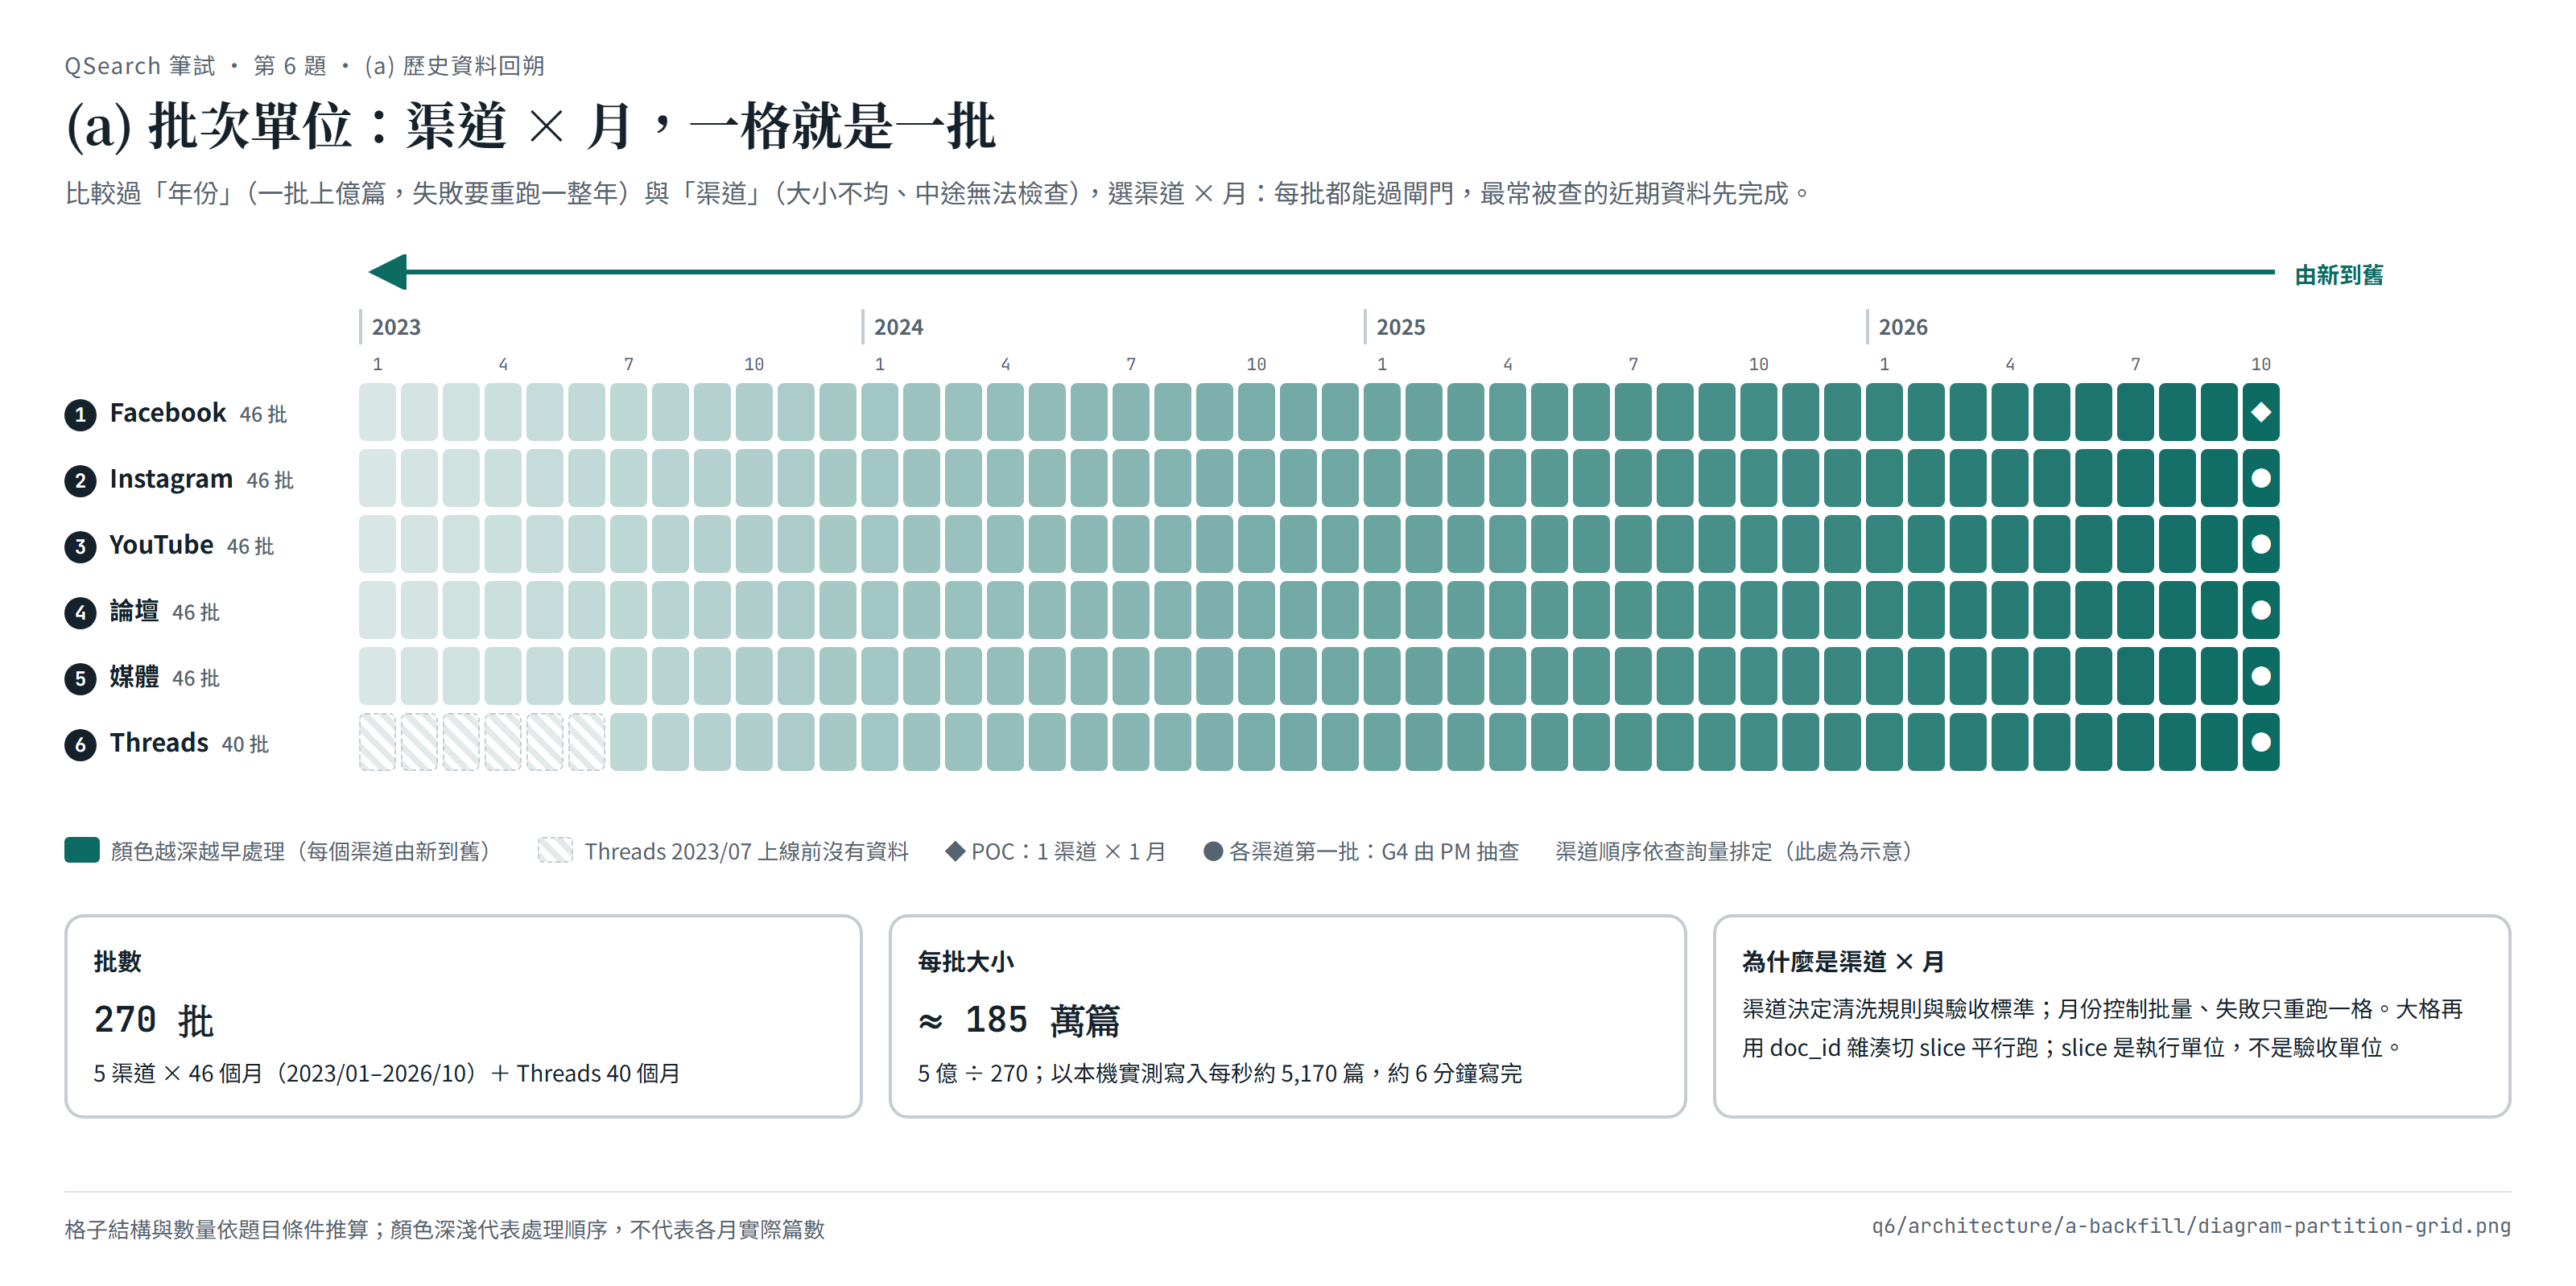 QSearch 筆試 · 第 6 題 · (a) 歷史資料回朔
(a) 批次單位：渠道 × 月，一格就是一批
比較過「年份」（一批上億篇，失敗要重跑一整年）與「渠道」（大小不均、中途無法檢查），選渠道 × 月：每批都能過閘門，最常被查的近期資料先完成。
由新到舊
2023 2024 2025 2026
1 4 7 10 1 4 7 10 1 4 7 10 1 4 7 10
1 Facebook 46 批
2 Instagram 46 批
3 YouTube 46 批
4 論壇 46 批
5 媒體 46 批
6 Threads 40 批
顏色越深越早處理（每個渠道由新到舊） Threads 2023/07 上線前沒有資料 ◆ POC：1 渠道 × 1 月 ● 各渠道第一批：G4 由 PM 抽查 渠道順序依查詢量排定（此處為示意）
批數
270 批
5 渠道 × 46 個月（2023/01–2026/10）＋ Threads 40 個月
每批大小
≈ 185 萬篇
5 億 ÷ 270；以本機實測寫入每秒約 5,170 篇，約 6 分鐘寫完
為什麼是渠道 × 月
渠道決定清洗規則與驗收標準；月份控制批量、失敗只重跑一格。大格再
用 doc_id 雜湊切 slice 平行跑；slice 是執行單位，不是驗收單位。
格子結構與數量依題目條件推算；顏色深淺代表處理順序，不代表各月實際篇數
q6/architecture/a-backfill/diagram-partition-grid.png